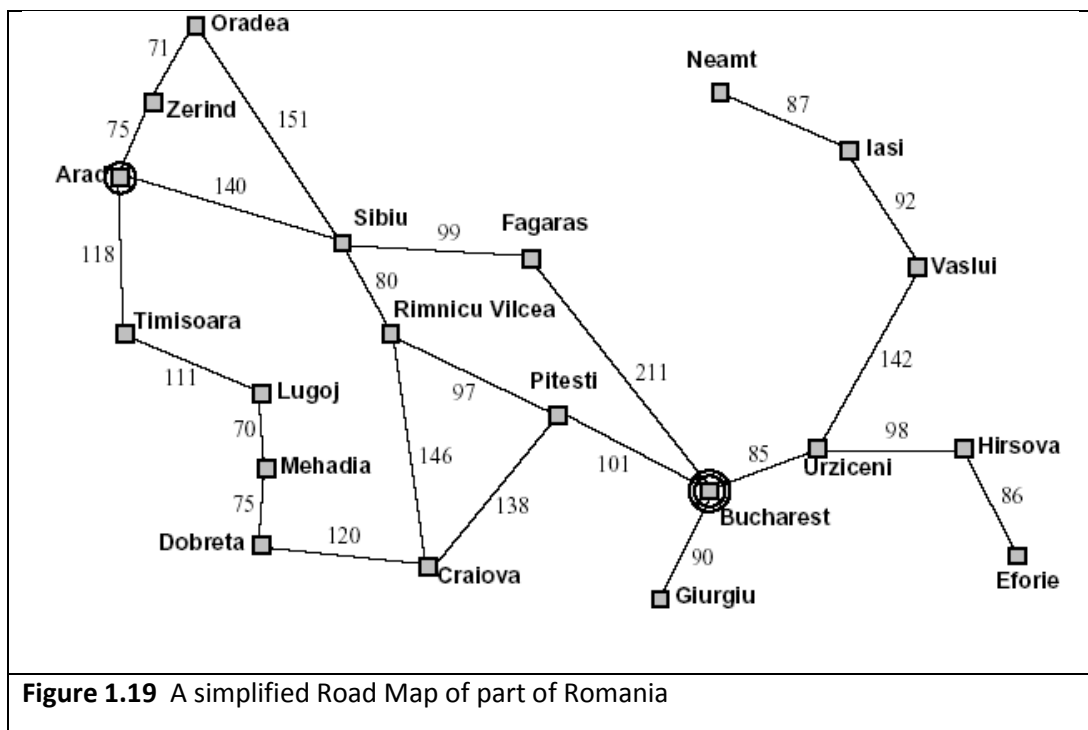 Oradea
71
Neamt
87
Zerind
151
75
Iasi
Arad
140
92
Sibiu
Fagaras
99
118
Vaslui
80
Rimnicu Vilcea
Timisoara
142
111
Pitesti
211
Lugoj
97
70
98
Hirsova
146
85
Urziceni
Mehadia
101
86
75
138
Bucharest
Dobreta
120
90
Craiova
Eforie
Giurgiu
Figure 1.19 A simplified Road Map of part of Romania